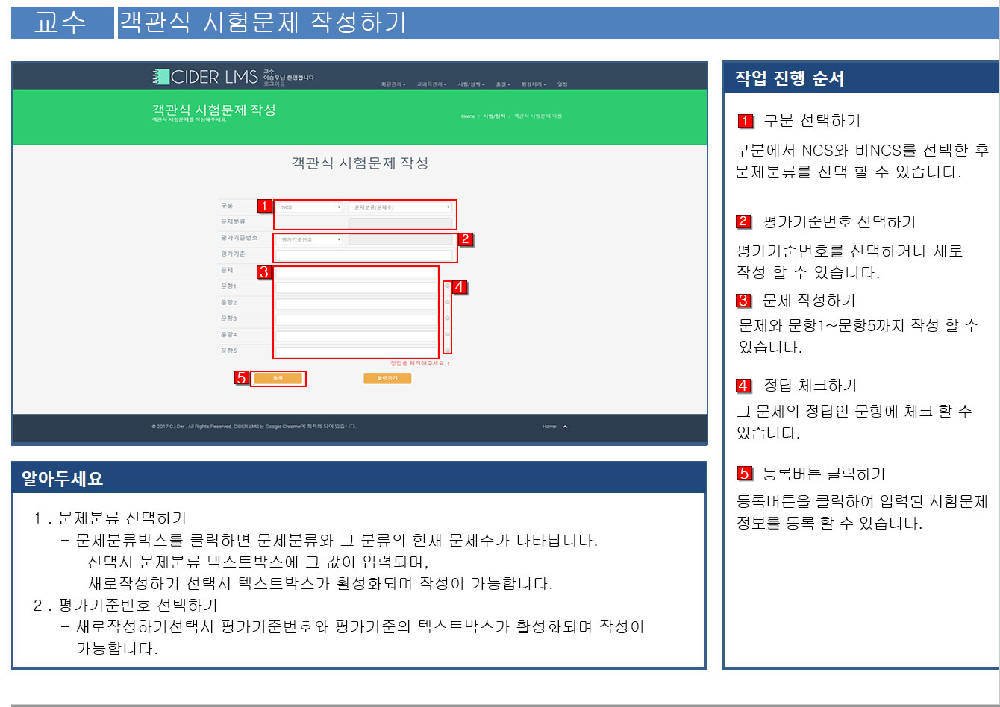 교수 객관식 시험문제 작성하기
CIDER LMS
교수
이승우님 환영합니다
로그아웃
회원관리 교과목관리 시험/성적 출결 행정처리 일정
객관식 시험문제 작성
객관식 시험문제를 작성해주세요.
Home / 시험/성적 / 객관식 시험문제 작성
객관식 시험문제 작성
구분 1 NCS 문제분류(문제수)
문제분류
평가기준번호 평가기준번호 2
평가기준
문제 3
문항1 4
문항2
문항3
문항4
문항5
정답을 체크해주세요.↑
5 등록 돌아가기
© 2017 C.I.Der . All Rights Reserved. CIDER LMS는 Google Chrome에 최적화 되어 있습니다.
Home
알아두세요
1 . 문제분류 선택하기
- 문제분류박스를 클릭하면 문제분류와 그 분류의 현재 문제수가 나타납니다.
선택시 문제분류 텍스트박스에 그 값이 입력되며,
새로작성하기 선택시 텍스트박스가 활성화되며 작성이 가능합니다.
2 . 평가기준번호 선택하기
- 새로작성하기선택시 평가기준번호와 평가기준의 텍스트박스가 활성화되며 작성이
가능합니다.
작업 진행 순서
1 구분 선택하기
구분에서 NCS와 비NCS를 선택한 후
문제분류를 선택 할 수 있습니다.
2 평가기준번호 선택하기
평가기준번호를 선택하거나 새로
작성 할 수 있습니다.
3 문제 작성하기
문제와 문항1~문항5까지 작성 할 수
있습니다.
4 정답 체크하기
그 문제의 정답인 문항에 체크 할 수
있습니다.
5 등록버튼 클릭하기
등록버튼을 클릭하여 입력된 시험문제
정보를 등록 할 수 있습니다.